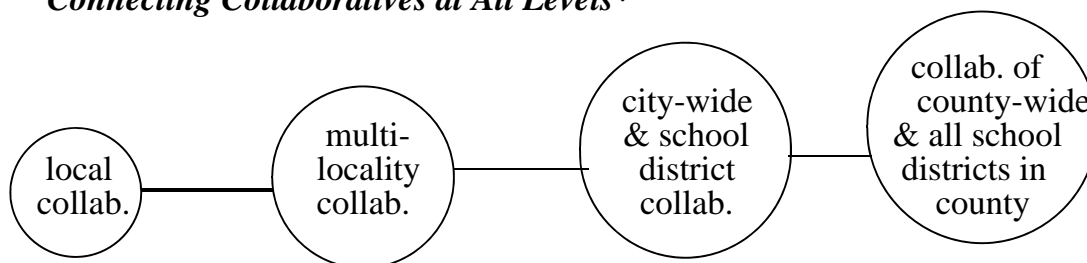 Connecting Collaboratives at All Levels*
local
collab.
multi-
locality
collab.
city-wide
& school
district
collab.
collab. of
county-wide
& all school
districts in
county